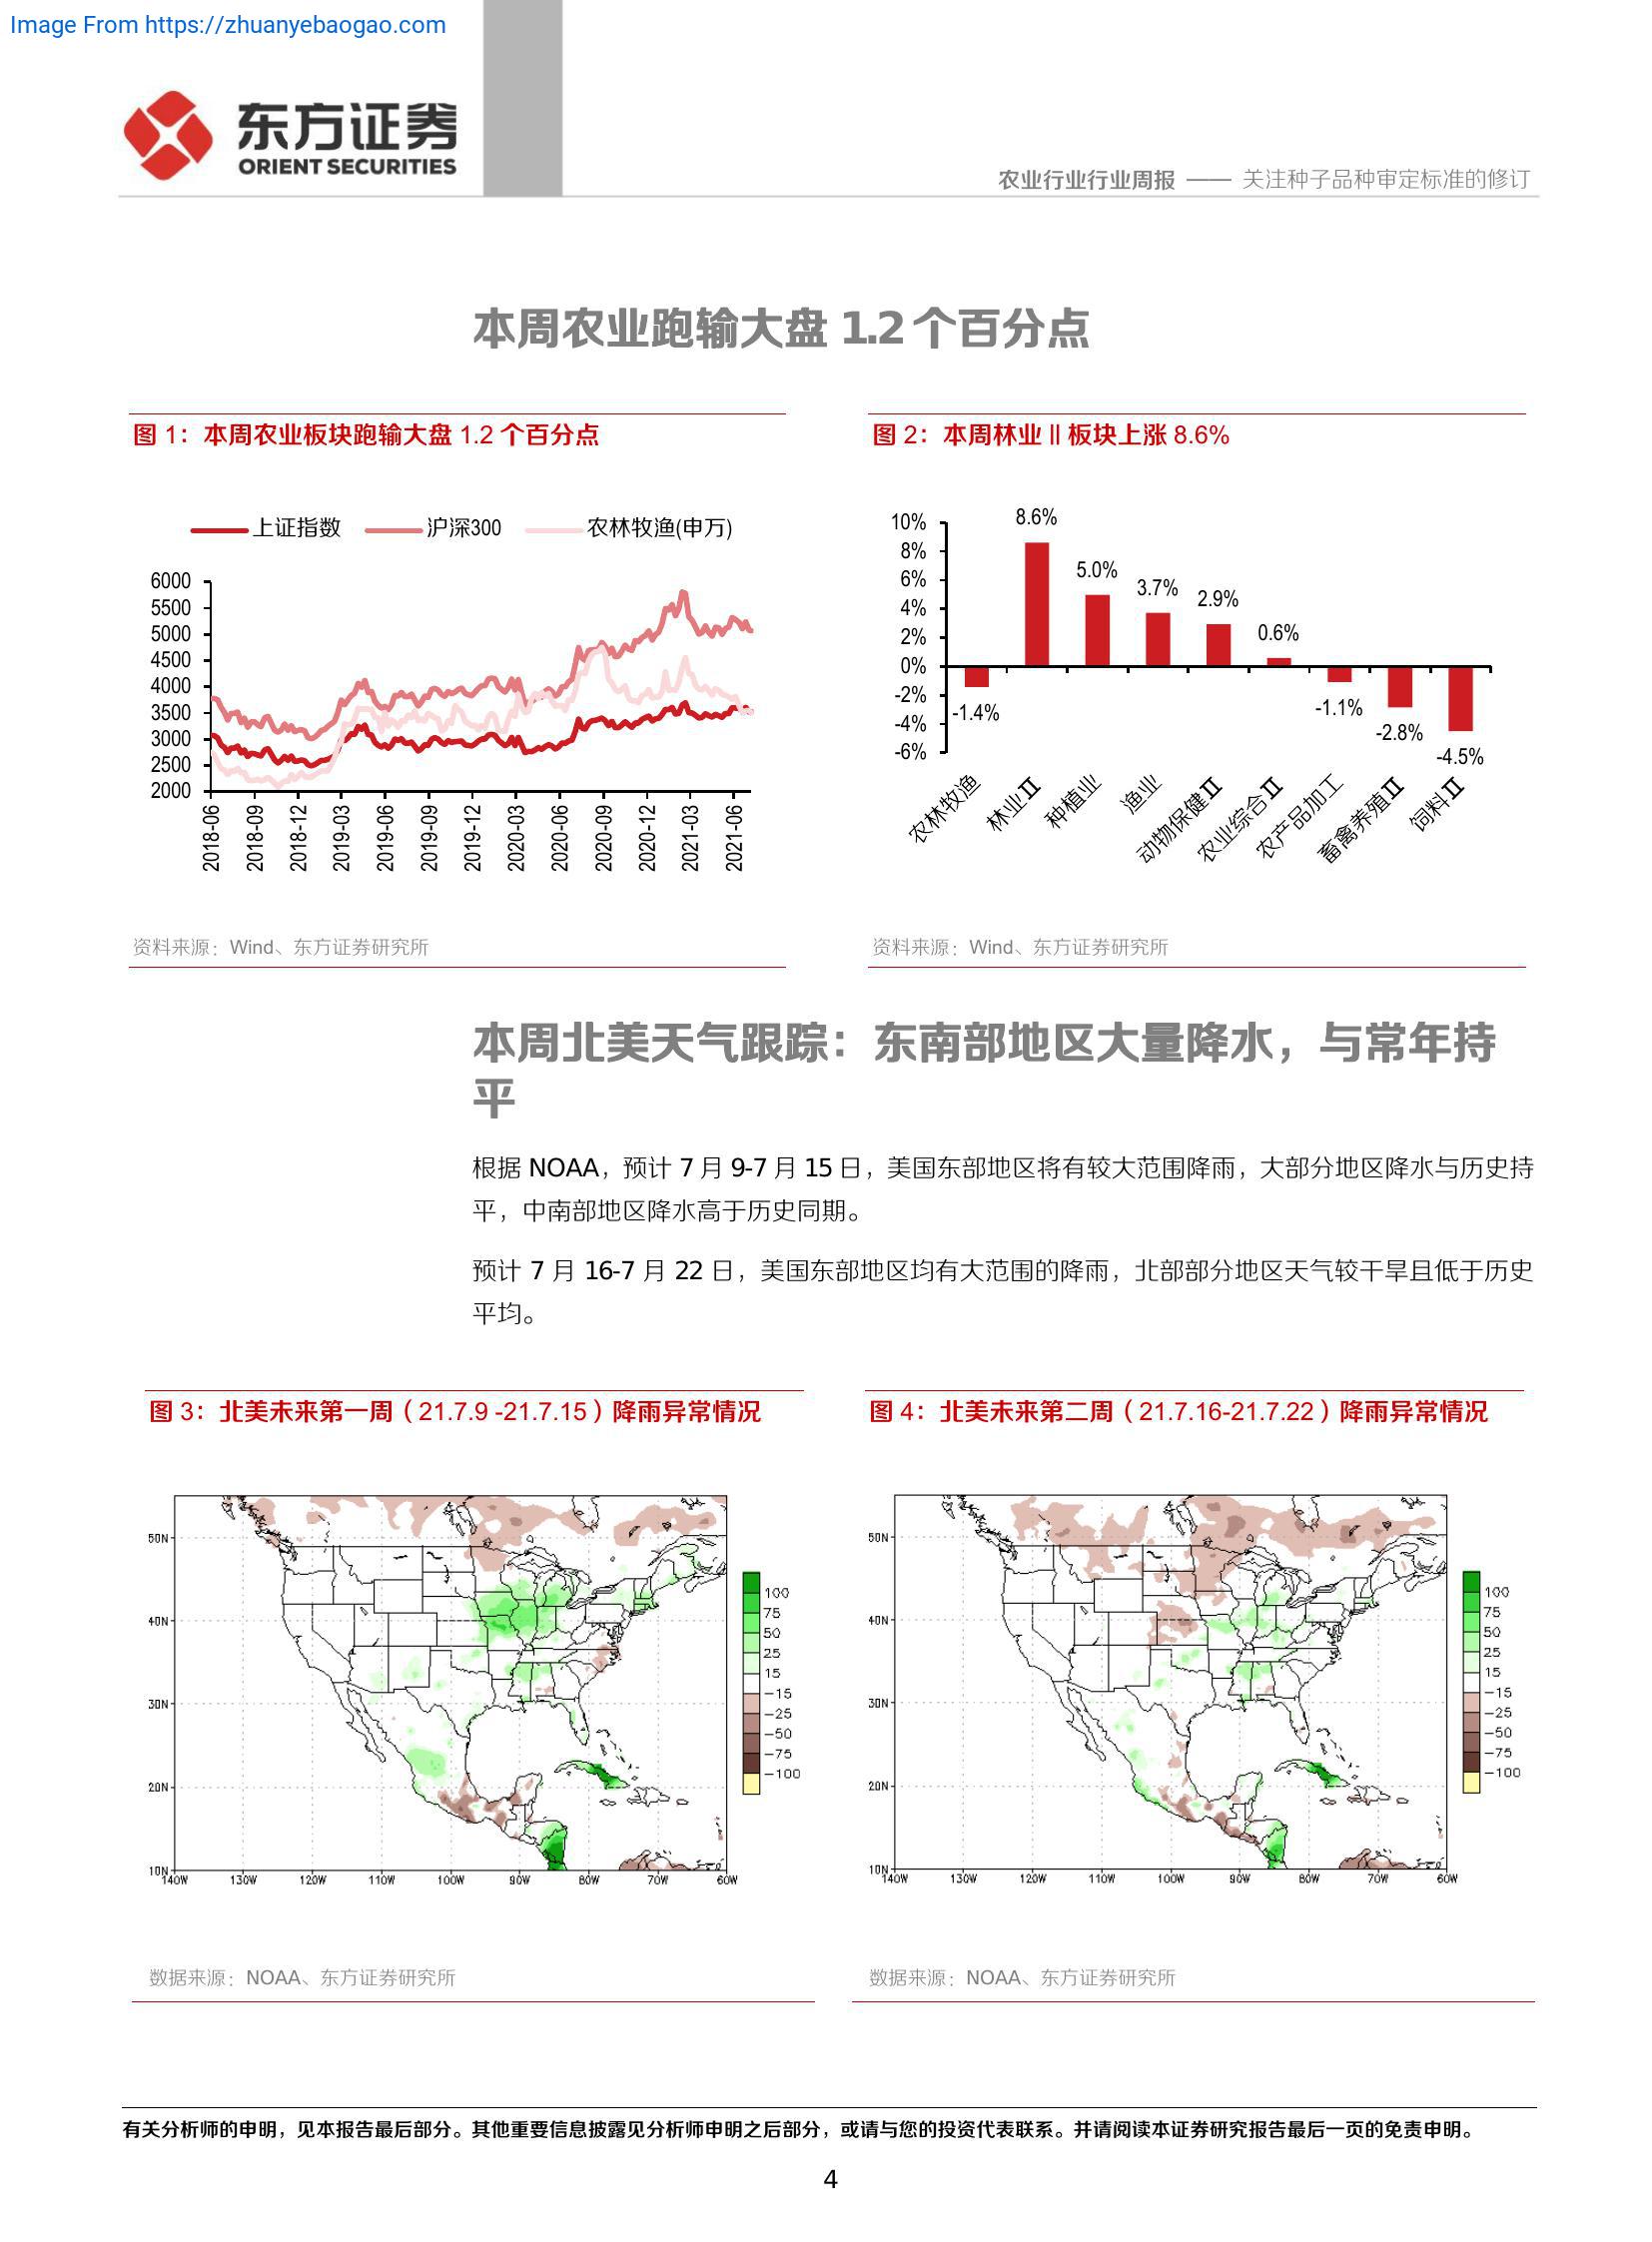 Image From https://zhuanyebaogao.com
东方证券
ORIENT SECURITIES
农业行业行业周报 —— 关注种子品种审定标准的修订
本周农业跑输大盘 1.2 个百分点
图 1：本周农业板块跑输大盘 1.2 个百分点
上证指数 沪深300 农林牧渔(申万)
6000
5500
5000
4500
4000
3500
3000
2500
2000
2018-06 2018-09 2018-12 2019-03 2019-06 2019-09 2019-12 2020-03 2020-06 2020-09 2020-12 2021-03 2021-06
资料来源：Wind、东方证券研究所
图 2：本周林业Ⅱ板块上涨 8.6%
10%
8%
6%
4%
2%
0%
-2%
-4%
-6%
-1.4% 8.6% 5.0% 3.7% 2.9% 0.6% -1.1% -2.8% -4.5%
农林牧渔 林业Ⅱ 种植业 渔业 动物保健Ⅱ 农业综合Ⅱ 农产品加工 畜禽养殖Ⅱ 饲料Ⅱ
资料来源：Wind、东方证券研究所
本周北美天气跟踪：东南部地区大量降水，与常年持
平
根据 NOAA，预计 7 月 9-7 月 15 日，美国东部地区将有较大范围降雨，大部分地区降水与历史持
平，中南部地区降水高于历史同期。
预计 7 月 16-7 月 22 日，美国东部地区均有大范围的降雨，北部部分地区天气较干旱且低于历史
平均。
图 3：北美未来第一周（21.7.9 -21.7.15）降雨异常情况
50N
40N
30N
20N
10N
140W 130W 120W 110W 100W 90W 80W 70W 60W
100
75
50
25
15
-15
-25
-50
-75
-100
数据来源：NOAA、东方证券研究所
图 4：北美未来第二周（21.7.16-21.7.22）降雨异常情况
50N
40N
30N
20N
10N
140W 130W 120W 110W 100W 90W 80W 70W 60W
100
75
50
25
15
-15
-25
-50
-75
-100
数据来源：NOAA、东方证券研究所
有关分析师的申明，见本报告最后部分。其他重要信息披露见分析师申明之后部分，或请与您的投资代表联系。并请阅读本证券研究报告最后一页的免责申明。
4